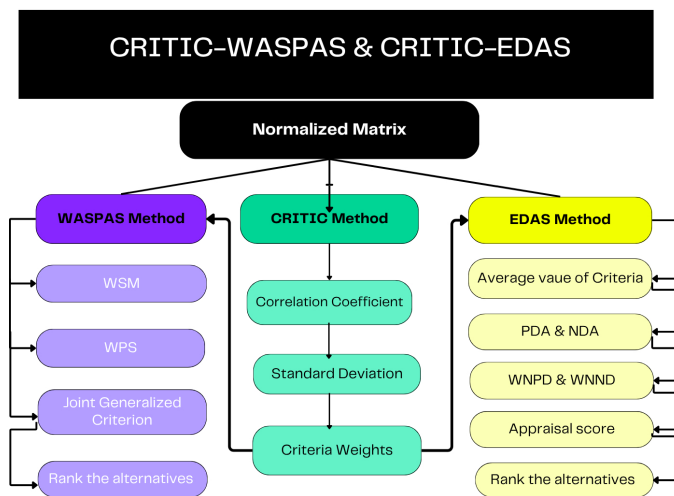 CRITIC-WASPAS & CRITIC-EDAS
Normalized Matrix
WASPAS Method
CRITIC Method
EDAS Method
WSM
WPS
Joint Generalized
Criterion
Rank the alternatives
Correlation Coefficient
Standard Deviation
Criteria Weights
Average vaue of Criteria
PDA & NDA
WNPD & WNND
Appraisal score
Rank the alternatives